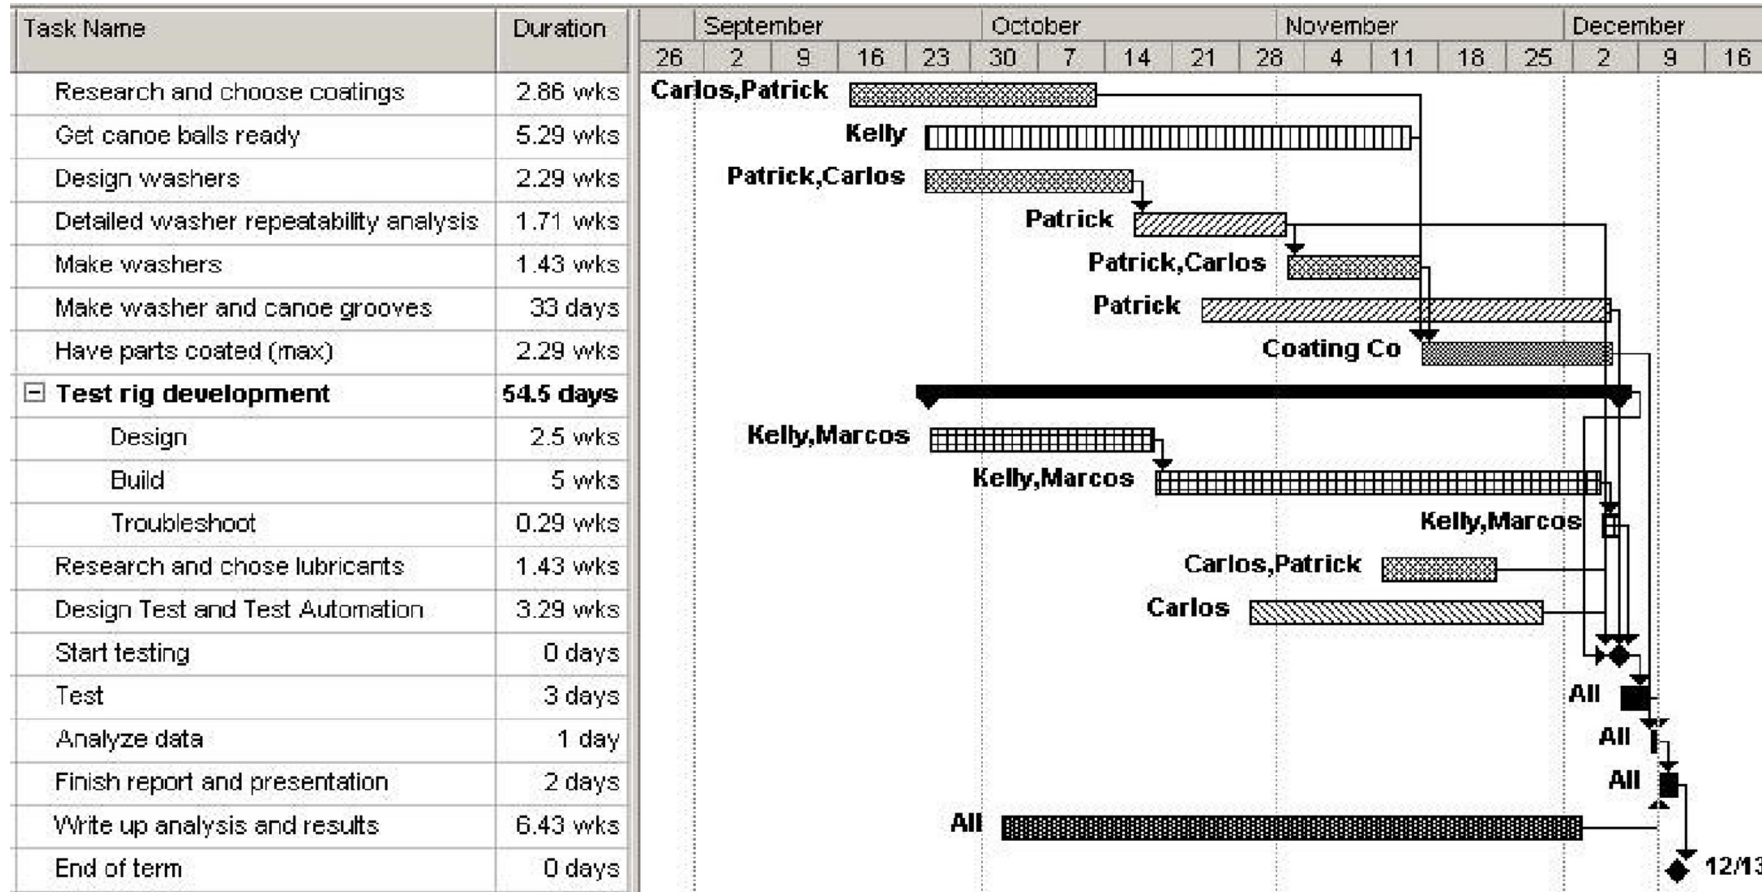 Task Name Duration September October November December
26 2 9 16 23 30 7 14 21 28 4 11 18 25 2 9 16
Research and choose coatings 2.86 wks Carlos,Patrick
Get canoe balls ready 5.29 wks Kelly
Design washers 2.29 wks Patrick,Carlos
Detailed washer repeatability analysis 1.71 wks Patrick
Make washers 1.43 wks Patrick,Carlos
Make washer and canoe grooves 33 days Patrick
Have parts coated (max) 2.29 wks Coating Co
Test rig development 54.5 days
Design 2.5 wks Kelly,Marcos
Build 5 wks Kelly,Marcos
Troubleshoot 0.29 wks Kelly,Marcos
Research and chose lubricants 1.43 wks Carlos,Patrick
Design Test and Test Automation 3.29 wks Carlos
Start testing 0 days
Test 3 days All
Analyze data 1 day All
Finish report and presentation 2 days All
Write up analysis and results 6.43 wks All
End of term 0 days 12/13